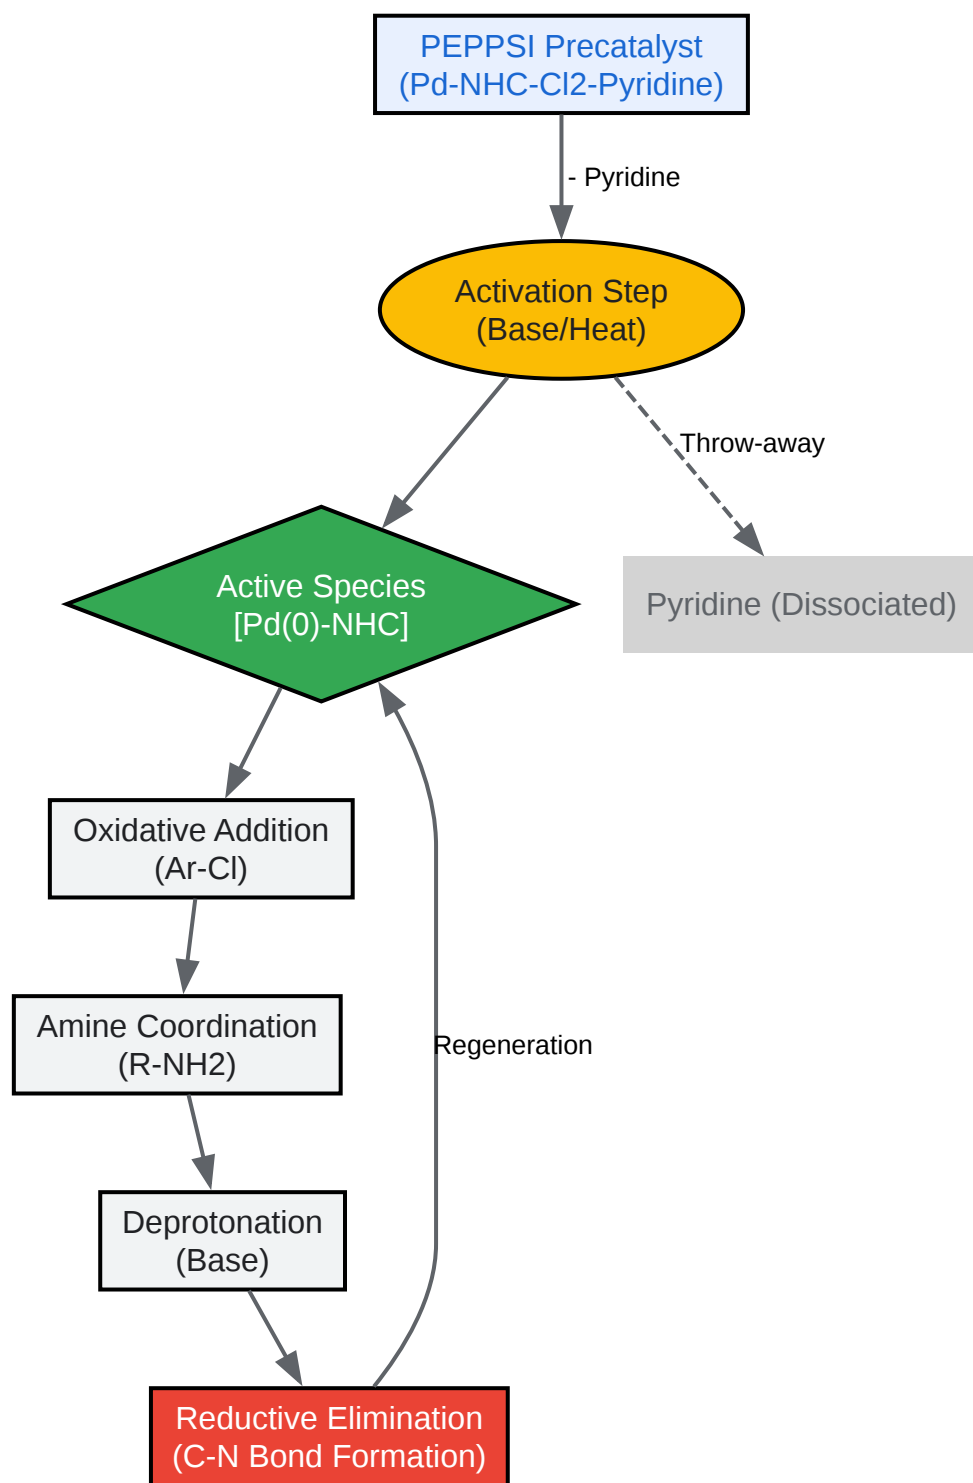 PEPPSI Precatalyst
(Pd-NHC-Cl2-Pyridine)
- Pyridine
Activation Step
(Base/Heat)
Throw-away
Active Species
[Pd(0)-NHC]
Pyridine (Dissociated)
Oxidative Addition
(Ar-Cl)
Amine Coordination
(R-NH2)
Regeneration
Deprotonation
(Base)
Reductive Elimination
(C-N Bond Formation)